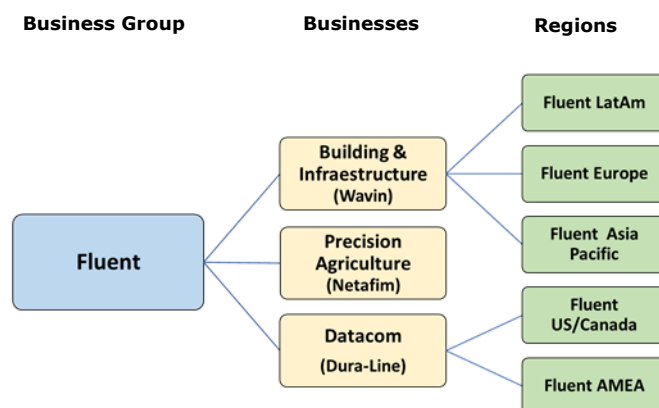 Business Group
Businesses
Regions
Fluent
Building &
Infraestructure
(Wavin)
Precision
Agriculture
(Netafim)
Datacom
(Dura-Line)
Fluent LatAm
Fluent Europe
Fluent Asia
Pacific
Fluent
US/Canada
Fluent AMEA